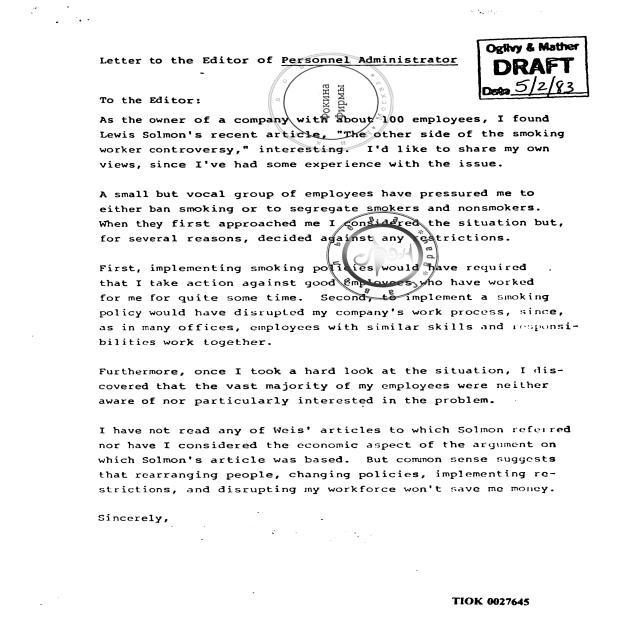 Letter to the Editor of Personnel Administrator
Ogilvy & Mather
DRAFT
Date 5/2/83
To the Editor:
As the owner of a company with about 100 employees, I found
Lewis Solmon's recent article, "The other side of the smoking
worker controversy," interesting. I'd like to share my own
views, since I've had some experience with the issue.
A small but vocal group of employees have pressured me to
either ban smoking or to segregate smokers and nonsmokers.
When they first approached me I considered the situation but,
for several reasons, decided against any restrictions.
First, implementing smoking policies would have required
that I take action against good employees who have worked
for me for quite some time. Second, to implement a smoking
policy would have disrupted my company's work process, since,
as in many offices, employees with similar skills and responsi-
bilities work together.
Furthermore, once I took a hard look at the situation, I dis-
covered that the vast majority of my employees were neither
aware of nor particularly interested in the problem.
I have not read any of Weis' articles to which Solmon referred
nor have I considered the economic aspect of the argument on
which Solmon's article was based. But common sense suggests
that rearranging people, changing policies, implementing re-
strictions, and disrupting my workforce won't save me money.
Sincerely,
TIOK 0027645
фирмы